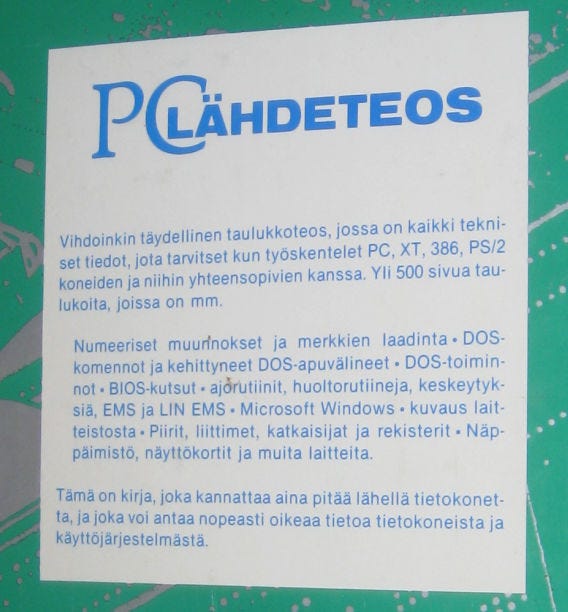 PC LÄHDETEOS
Vihdoinkin täydellinen taulukkoteos, jossa on kaikki tekni-
set tiedot, jota tarvitset kun työskentelet PC, XT, 386, PS/2
koneiden ja niihin yhteensopivien kanssa. Yli 500 sivua tau-
lukoita, joissa on mm.
Numeeriset muunnokset ja merkkien laadinta • DOS-
komennot ja kehittyneet DOS-apuvälineet • DOS-toimin-
not • BIOS-kutsut • ajorutiinit, huoltorutiineja, keskeytyk-
siä, EMS ja LIN EMS • Microsoft Windows • kuvaus lait-
teistosta • Piirit, liittimet, katkaisijat ja rekisterit • Näp-
päimistö, näyttökortit ja muita laitteita.
Tämä on kirja, joka kannattaa aina pitää lähellä tietokonet-
ta, ja joka voi antaa nopeasti oikeaa tietoa tietokoneista ja
käyttöjärjestelmästä.